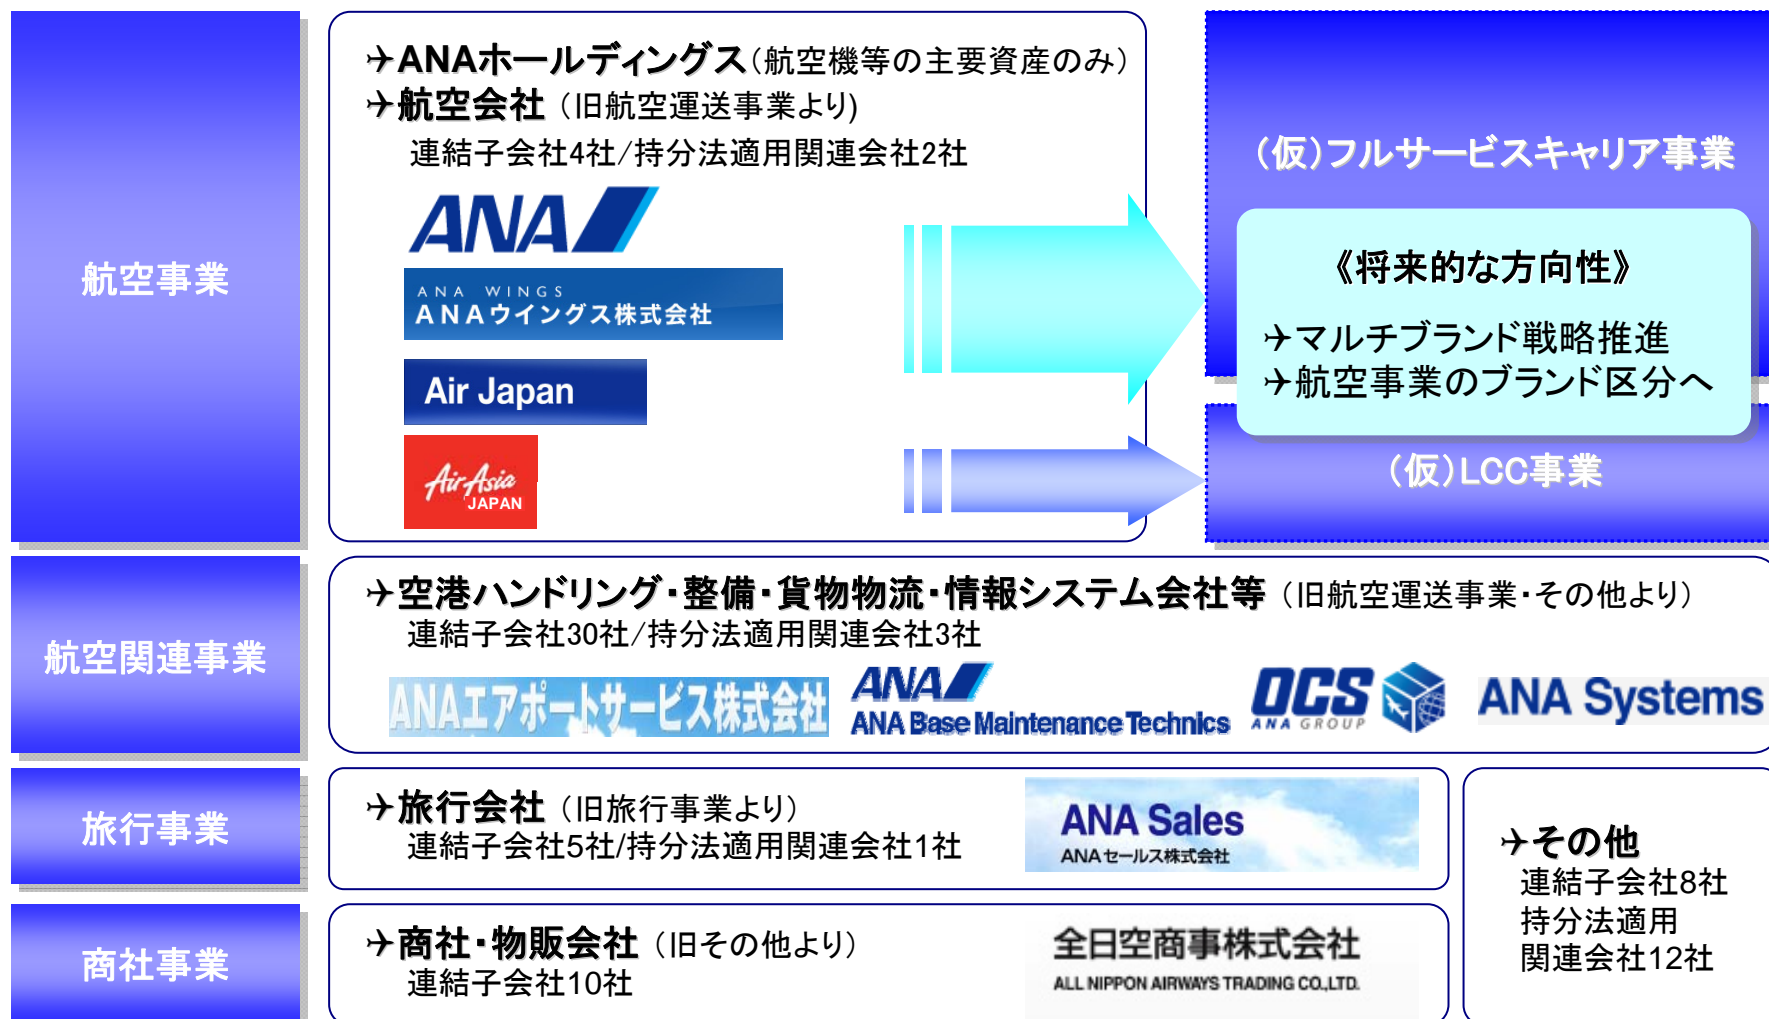 航空事業
✈ANAホールディングス(航空機等の主要資産のみ)
✈航空会社 (旧航空運送事業より)
連結子会社4社/持分法適用関連会社2社
ANA
ANA WINGS
ANAウイングス株式会社
Air Japan
AirAsia
JAPAN
(仮)フルサービスキャリア事業
《将来的な方向性》
✈マルチブランド戦略推進
✈航空事業のブランド区分へ
(仮)LCC事業
航空関連事業
✈空港ハンドリング・整備・貨物物流・情報システム会社等 (旧航空運送事業・その他より)
連結子会社30社/持分法適用関連会社3社
ANAエアポートサービス株式会社
ANA
ANA Base Maintenance Technics
OCS
ANA GROUP
ANA Systems
旅行事業
✈旅行会社 (旧旅行事業より)
連結子会社5社/持分法適用関連会社1社
ANA Sales
ANAセールス株式会社
商社事業
✈商社・物販会社 (旧その他より)
連結子会社10社
全日空商事株式会社
ALL NIPPON AIRWAYS TRADING CO.,LTD.
✈その他
連結子会社8社
持分法適用
関連会社12社